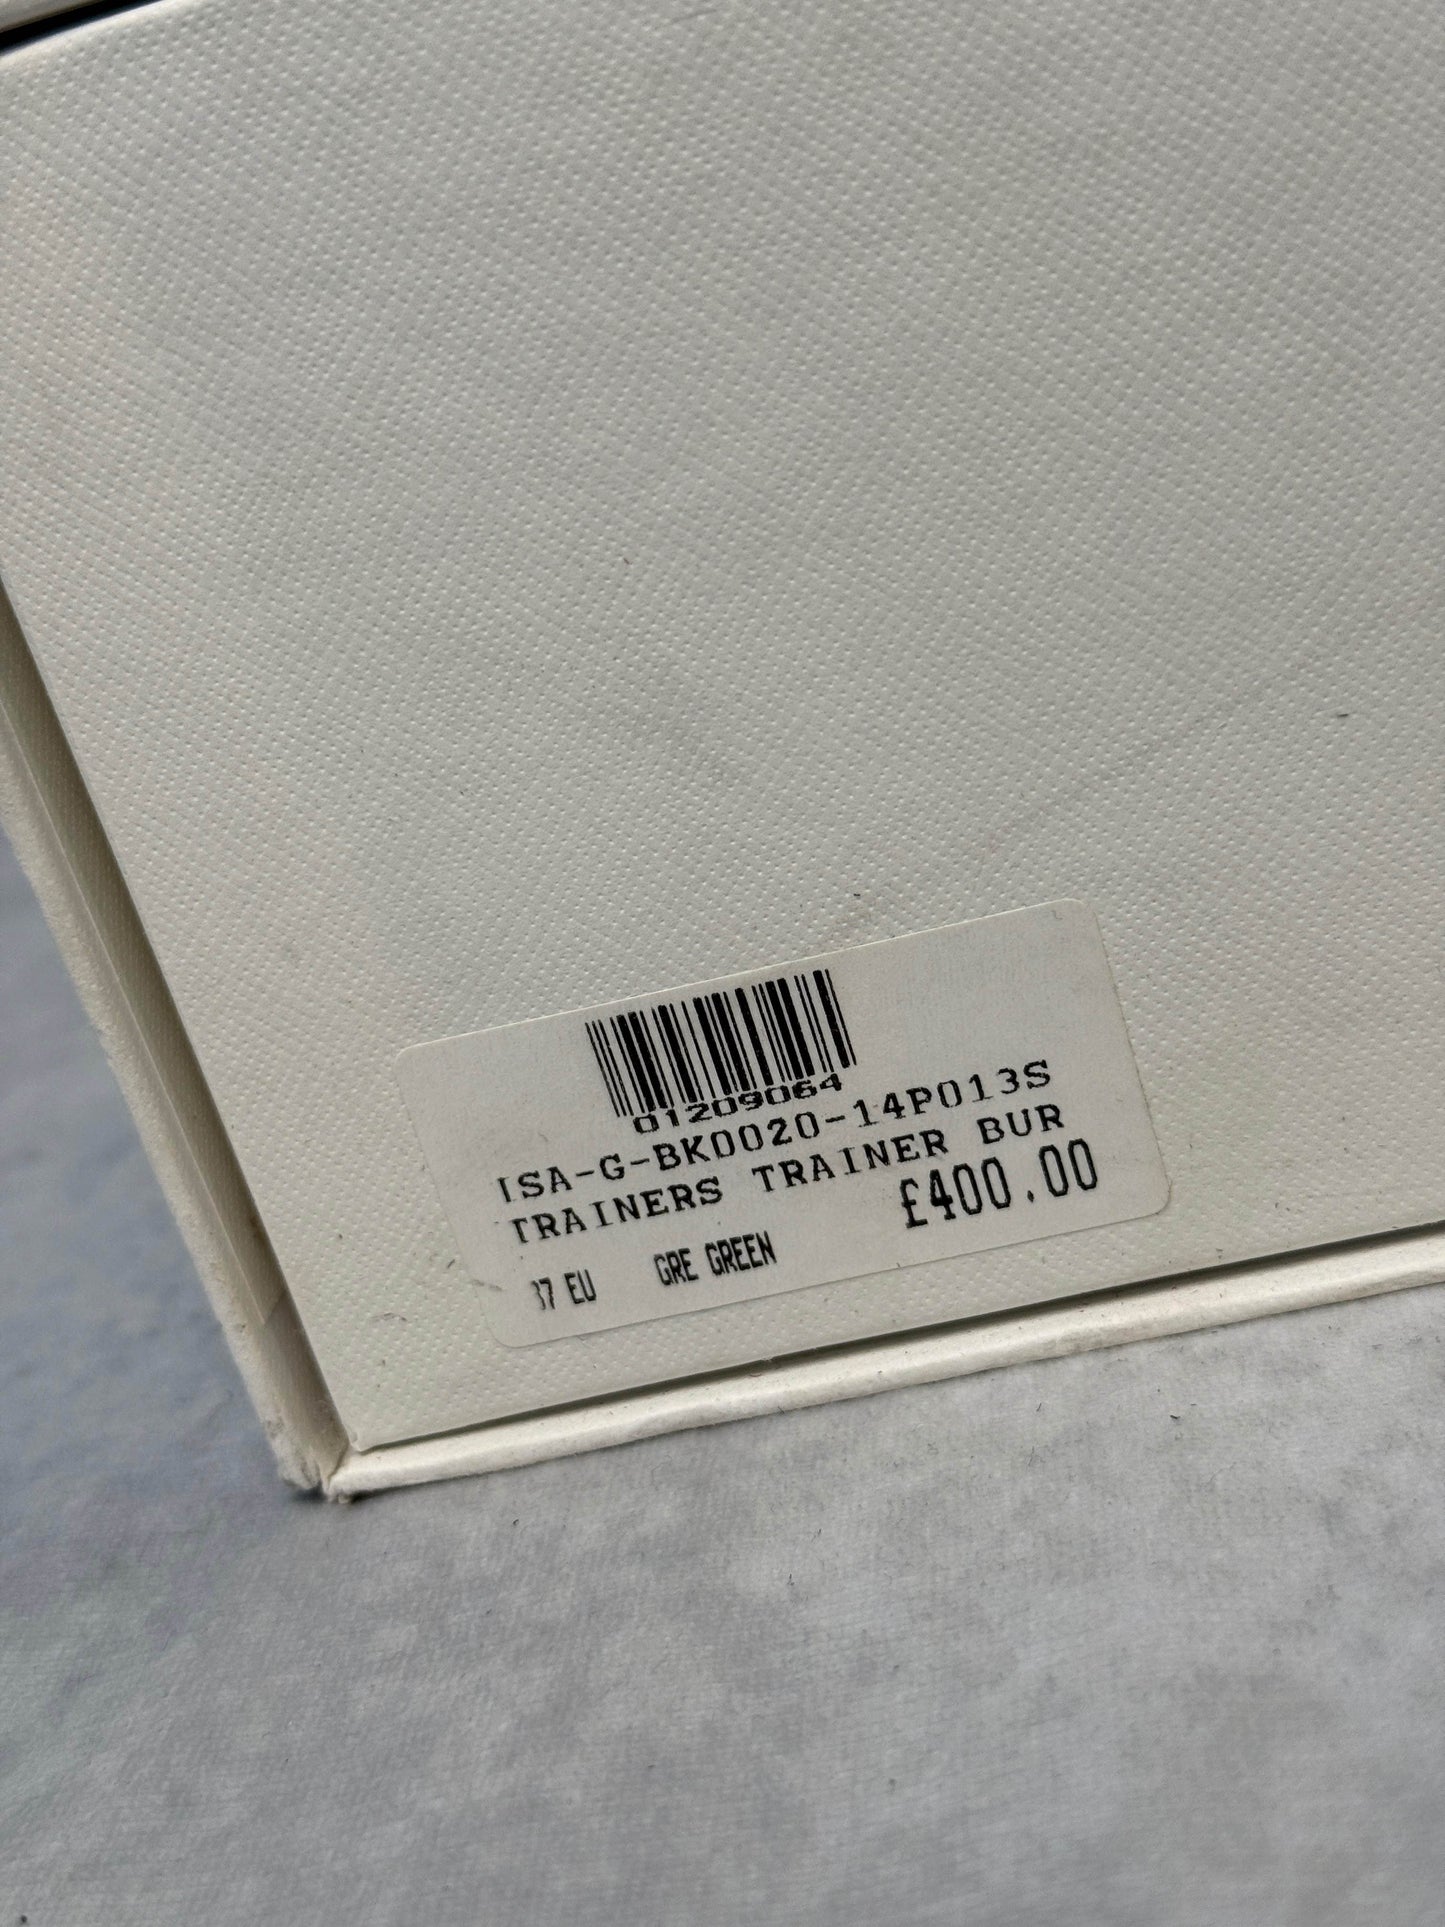 01209064
ISA-G-BK0020-14P013S
TRAINERS TRAINER BUR
£400.00
37 EU GRE GREEN